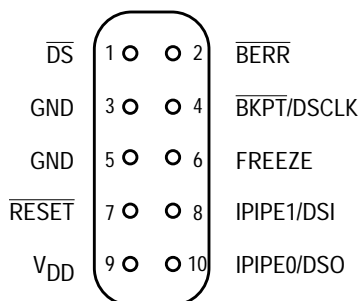 DS 1 2 BERR
GND 3 4 BKPT/DSCLK
GND 5 6 FREEZE
RESET 7 8 IPIPE1/DSI
VDD 9 10 IPIPE0/DSO